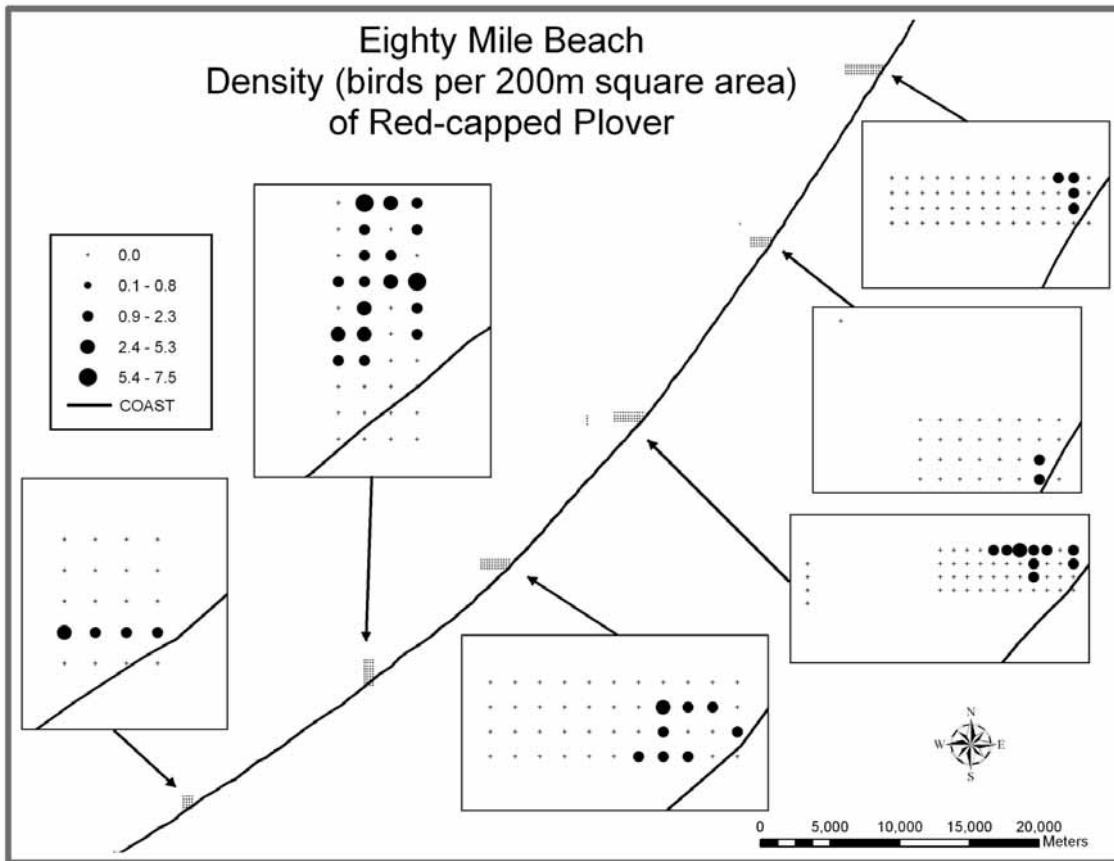 Eighty Mile Beach
Density (birds per 200m square area)
of Red-capped Plover
0.0
0.1 - 0.8
0.9 - 2.3
2.4 - 5.3
5.4 - 7.5
COAST
N
W E
S
0 5,000 10,000 15,000 20,000
Meters